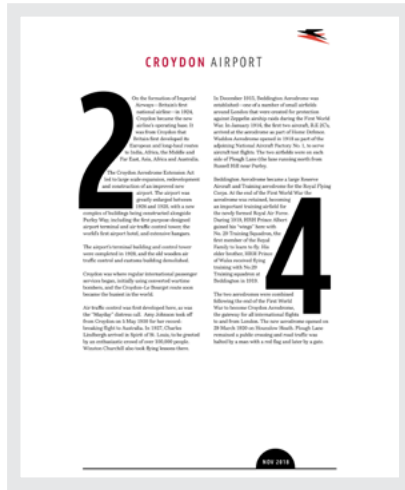 CROYDON AIRPORT
2
On the formation of Imperial
Airways—Britain's first
national airline—in 1924,
Croydon became the new
airline's operating base. It
was from Croydon that
Britain first developed its
European and long-haul routes
to India, Africa, the Middle and
Far East, Asia, Africa and Australia.
The Croydon Aerodrome Extension Act
led to large-scale expansion, redevelopment
and construction of an improved new
airport. The airport was
greatly enlarged between
1926 and 1928, with a new
complex of buildings being constructed alongside
Purley Way, including the first purpose-designed
airport terminal and air traffic control tower, the
world's first airport hotel, and extensive hangars.
The airport's terminal building and control tower
were completed in 1928, and the old wooden air
traffic control and customs building demolished.
Croydon was where regular international passenger
services began, initially using converted wartime
bombers, and the Croydon-Le Bourget route soon
became the busiest in the world.
Air traffic control was first developed here, as was
the "Mayday" distress call. Amy Johnson took off
from Croydon on 5 May 1930 for her record-
breaking flight to Australia. In 1927, Charles
Lindbergh arrived in Spirit of St. Louis, to be greeted
by an enthusiastic crowd of over 100,000 people.
Winston Churchill also took flying lessons there.
In December 1915, Beddington Aerodrome was
established—one of a number of small airfields
around London that were created for protection
against Zeppelin airship raids during the First World
War. In January 1916, the first two aircraft, B.E 2C's,
arrived at the aerodrome as part of Home Defence.
Waddon Aerodrome opened in 1918 as part of the
adjoining National Aircraft Factory No. 1, to serve
aircraft test flights. The two airfields were on each
side of Plough Lane (the lane running north from
Russell Hill near Purley.
Beddington Aerodrome became a large Reserve
Aircraft and Training aerodrome for the Royal Flying
Corps. At the end of the First World War the
aerodrome was retained, becoming
an important training airfield for
the newly formed Royal Air Force.
During 1919, HRH Prince Albert
gained his "wings" here with
No. 29 Training Squadron, the
first member of the Royal
Family to learn to fly. His
elder brother, HRH Prince
of Wales received flying
training with No.29
Training squadron at
Beddington in 1919.
4
The two aerodromes were combined
following the end of the First World
War to become Croydon Aerodrome,
the gateway for all international flights
to and from London. The new aerodrome opened on
29 March 1920 on Hounslow Heath. Plough Lane
remained a public crossing and road traffic was
halted by a man with a red flag and later by a gate.
NOV 2018